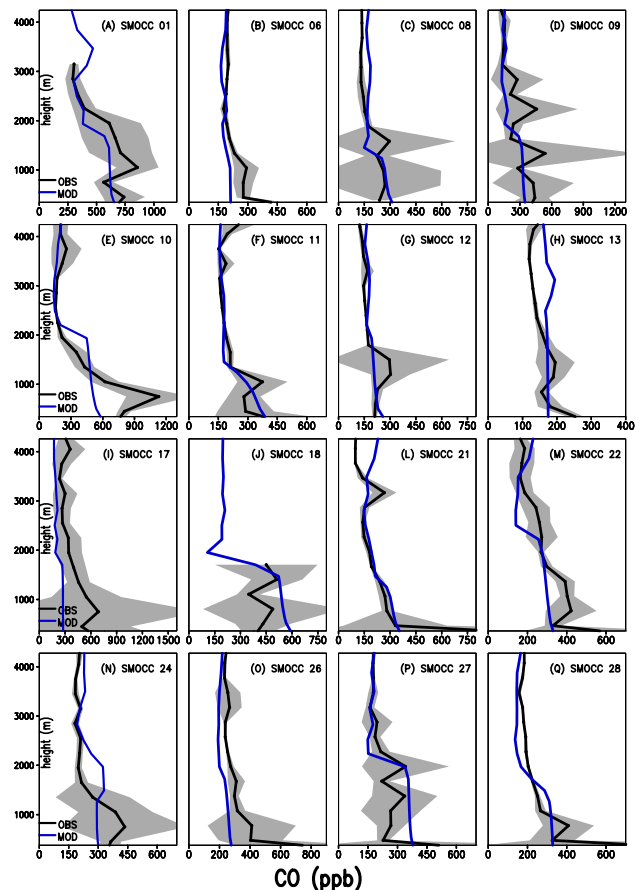 (A) SMOCC 01
(B) SMOCC 06
(C) SMOCC 08
(D) SMOCC 09
4000
3000
2000
1000
height (m)
OBS
MOD
0 250 500 750 1000
0 150 300 450 600
0 150 300 450 600 750
0 300 600 900 1200
(E) SMOCC 10
(F) SMOCC 11
(G) SMOCC 12
(H) SMOCC 13
4000
3000
2000
1000
height (m)
OBS
MOD
0 300 600 900 1200
0 150 300 450 600
0 150 300 450 600 750
0 100 200 300 400
(I) SMOCC 17
(J) SMOCC 18
(L) SMOCC 21
(M) SMOCC 22
4000
3000
2000
1000
height (m)
OBS
MOD
0 300 600 900 1200 1500
0 150 300 450 600 750
0 150 300 450 600 750
0 200 400 600
(N) SMOCC 24
(O) SMOCC 26
(P) SMOCC 27
(Q) SMOCC 28
4000
3000
2000
1000
height (m)
OBS
MOD
0 150 300 450 600
0 200 400 600 800
0 150 300 450 600 750
0 200 400 600
CO (ppb)